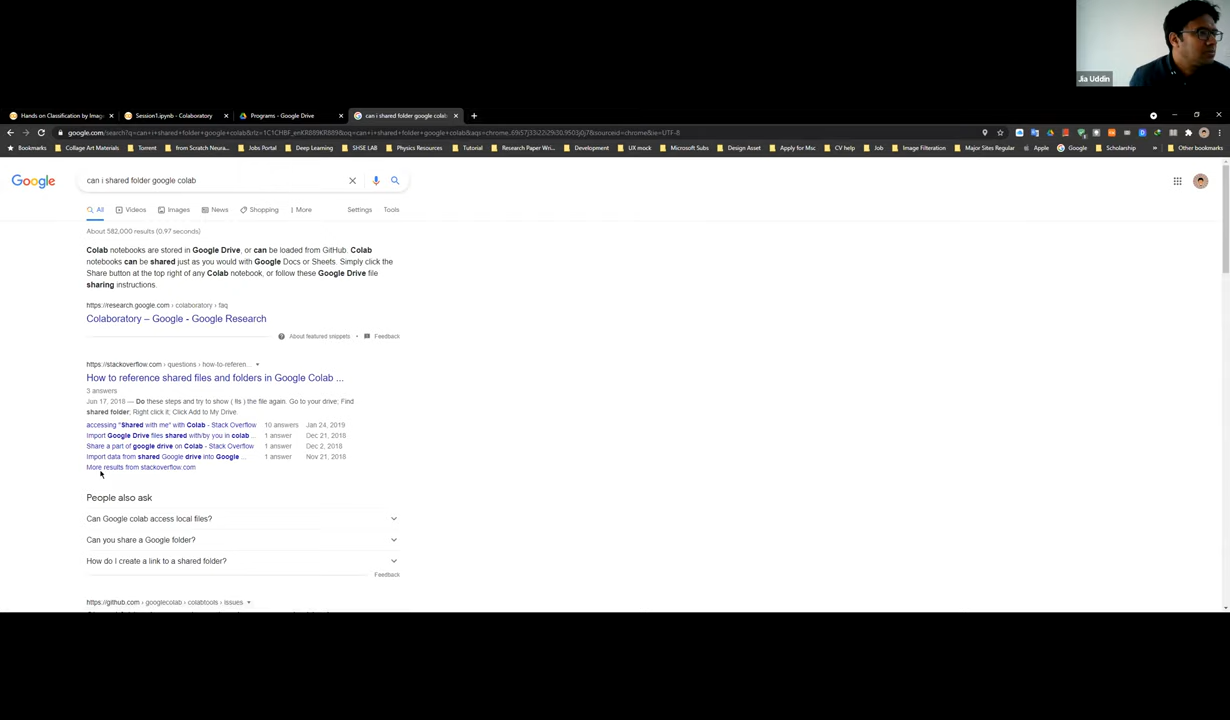 Jia Uddin
Hands on Classification by Imag
Session1.ipynb - Colaboratory
Programs - Google Drive
can i shared folder google colab
Bookmarks
Collage Art Materials
Torrent
from Scratch Neura...
Jobs Portal
Deep Learning
SHSE LAB
Physics Resources
Tutorial
Research Paper Wri...
Development
UX mock
Microsoft Subs
Design Asset
Apply for Msc
CV help
Job
Image Filteration
Major Sites Regular
Apple
Google
Scholarship
»
Other bookmarks
Google
can i shared folder google colab
All
Videos
Images
News
Shopping
More
Settings
Tools
About 582,000 results (0.97 seconds)
Colab notebooks are stored in Google Drive, or can be loaded from GitHub. Colab
notebooks can be shared just as you would with Google Docs or Sheets. Simply click the
Share button at the top right of any Colab notebook, or follow these Google Drive file
sharing instructions.
https://research.google.com › colaboratory › faq
Colaboratory – Google - Google Research
About featured snippets
•
Feedback
https://stackoverflow.com › questions › how-to-referen...
How to reference shared files and folders in Google Colab ...
3 answers
Jun 17, 2018 — Do these steps and try to show ( !ls ) the file again. Go to your drive; Find
shared folder; Right click it; Click Add to My Drive.
accessing "Shared with me" with Colab - Stack Overflow 10 answers Jan 24, 2019
Import Google Drive files shared with/by you in colab ... 1 answer Dec 21, 2018
Share a part of google drive on Colab - Stack Overflow 1 answer Dec 2, 2018
Import data from shared Google drive into Google ... 1 answer Nov 21, 2018
More results from stackoverflow.com
People also ask
Can Google colab access local files?
Can you share a Google folder?
How do I create a link to a shared folder?
Feedback
https://github.com › googlecolab › colabtools › issues